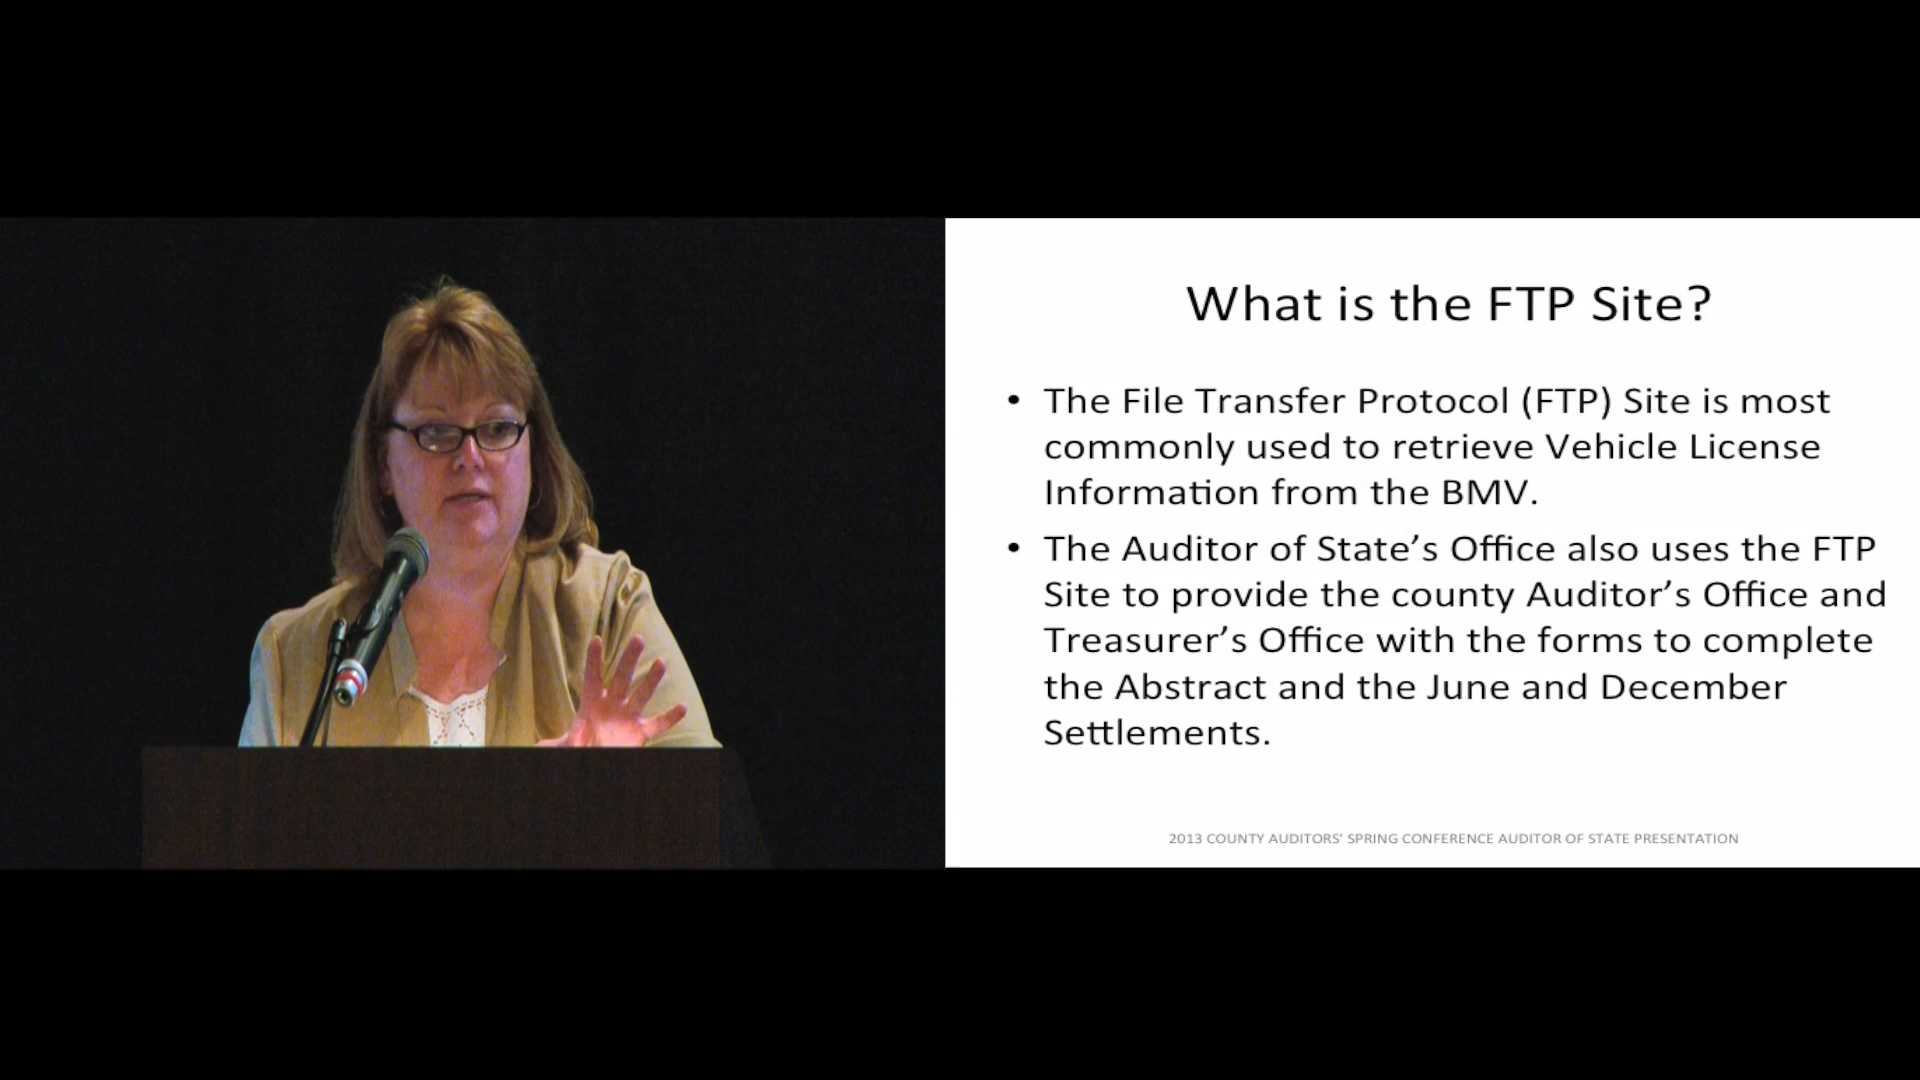 What is the FTP Site?
• The File Transfer Protocol (FTP) Site is most
commonly used to retrieve Vehicle License
Information from the BMV.
• The Auditor of State’s Office also uses the FTP
Site to provide the county Auditor’s Office and
Treasurer’s Office with the forms to complete
the Abstract and the June and December
Settlements.
2013 COUNTY AUDITORS' SPRING CONFERENCE AUDITOR OF STATE PRESENTATION